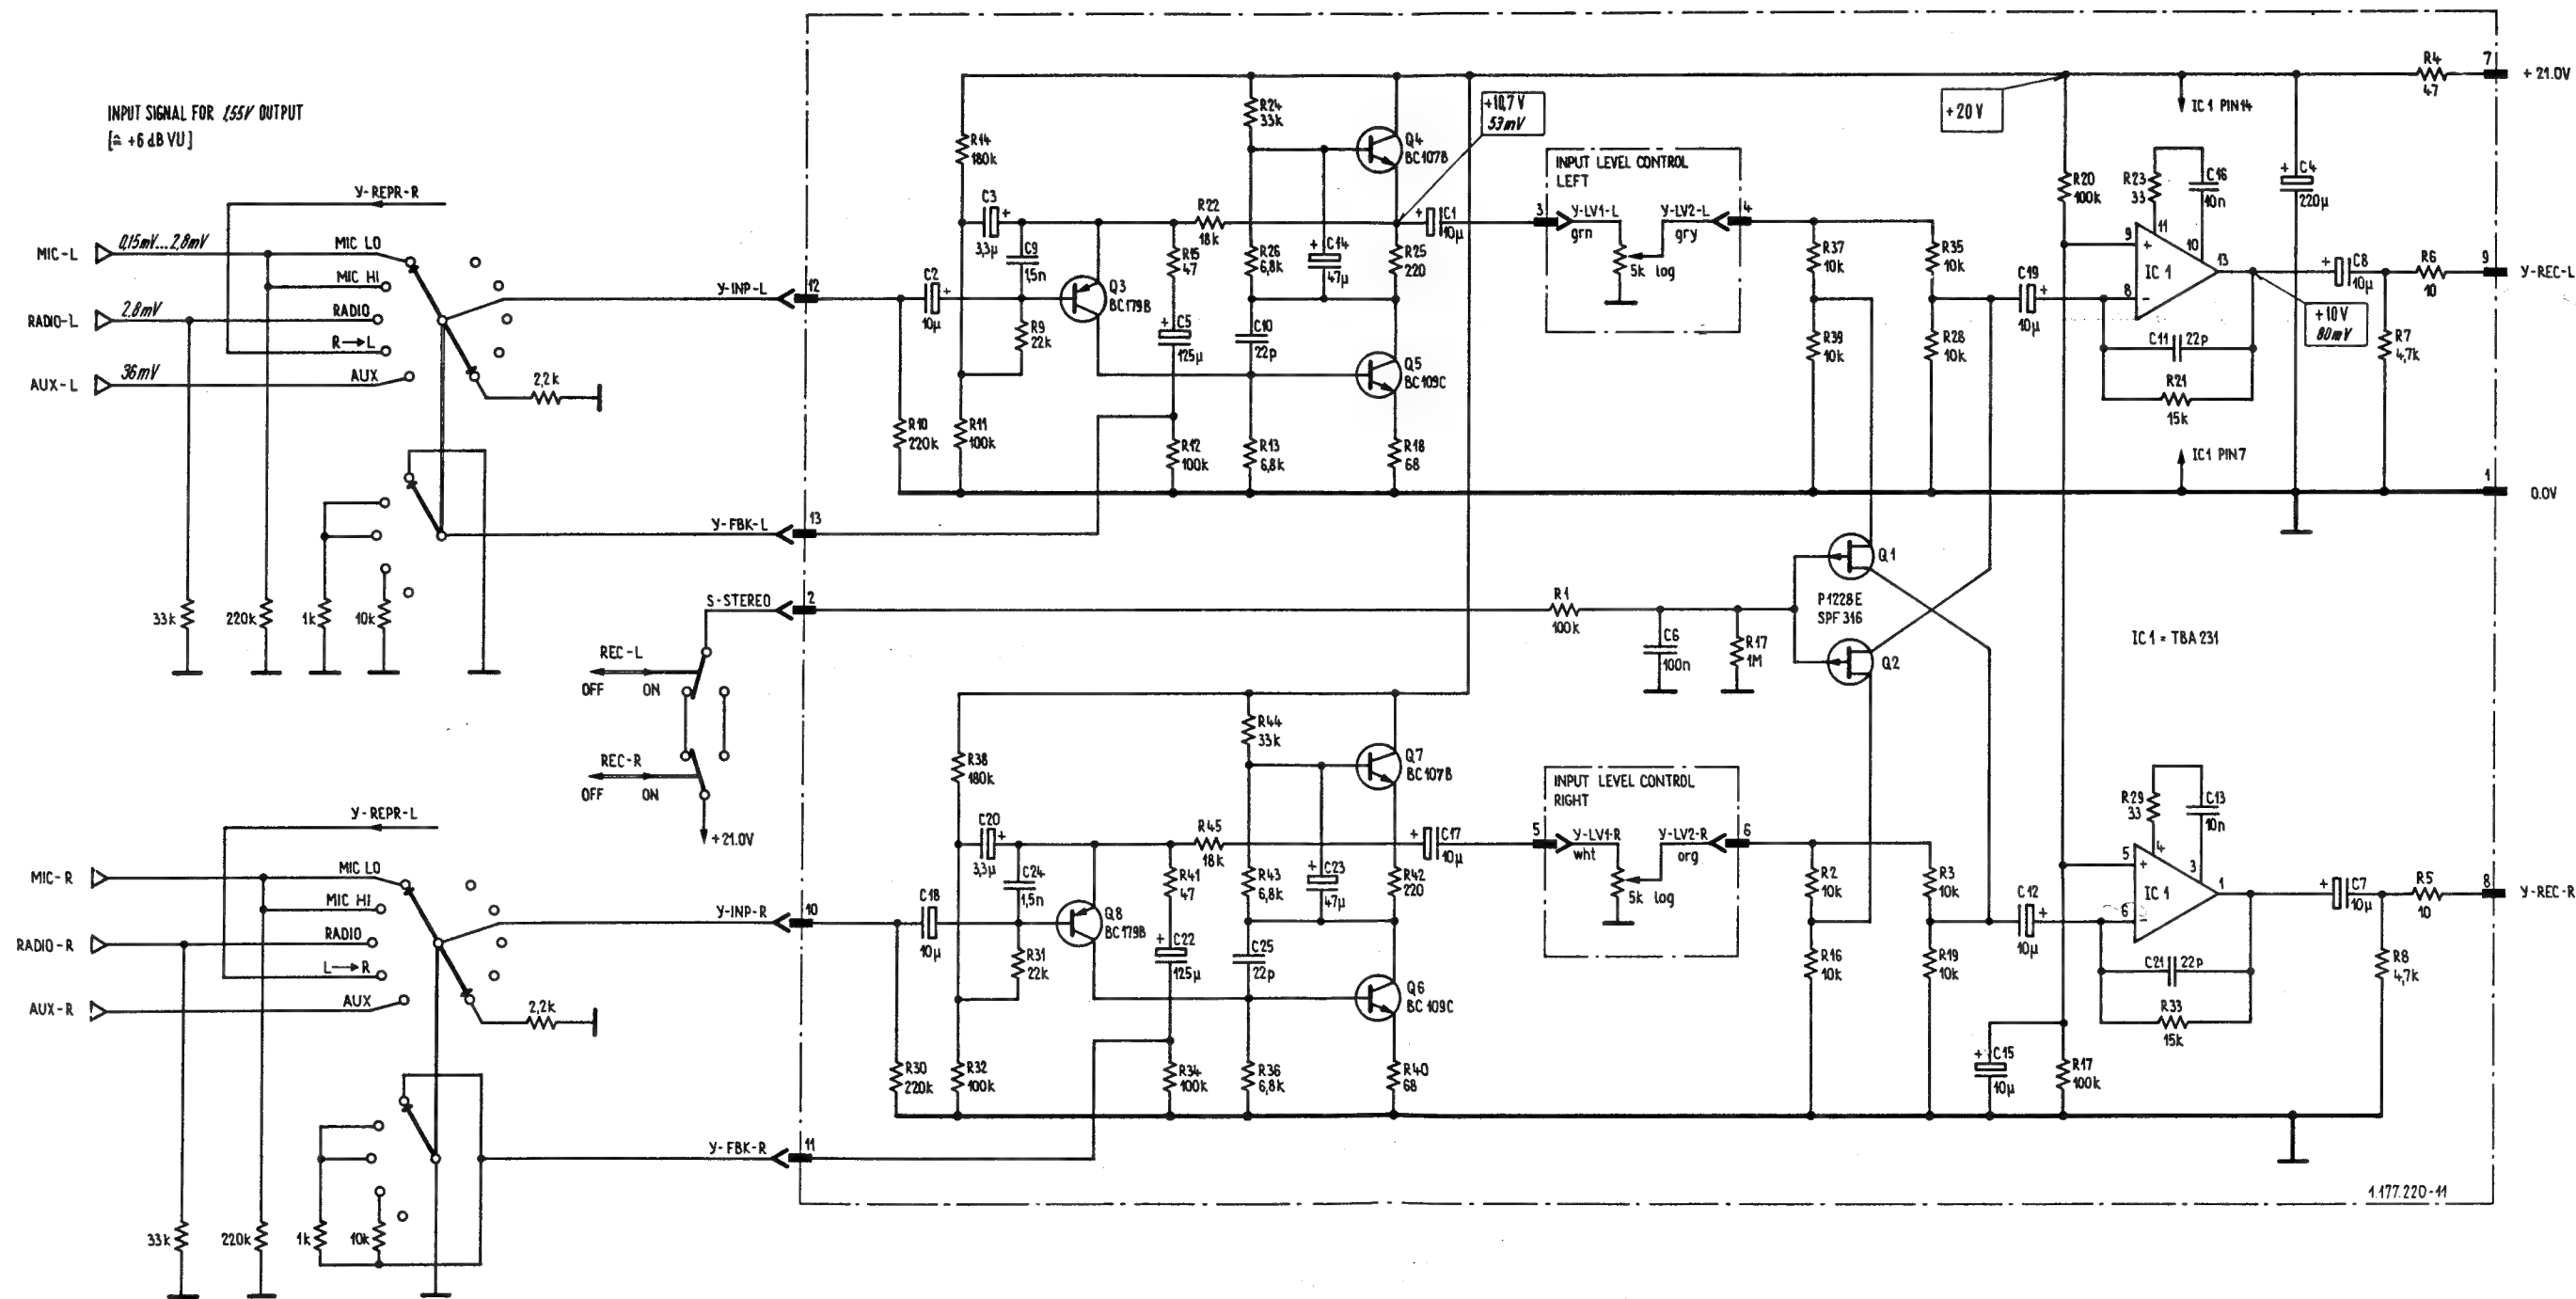 INPUT SIGNAL FOR 1,55V OUTPUT
[≈ +6 dB VU]
Y-REPR-R
MIC-L
0,15mV...2,8mV
MIC LO
MIC HI
RADIO-L
2,8mV
RADIO
R→L
AUX-L
36mV
AUX
2,2k
33k
220k
1k
10k
Y-INP-L
12
Y-FBK-L
13
S-STEREO
2
REC-L
OFF ON
REC-R
OFF ON
+21.0V
Y-REPR-L
MIC-R
MIC LO
MIC HI
RADIO-R
RADIO
L→R
AUX-R
AUX
2,2k
33k
220k
1k
10k
Y-INP-R
10
Y-FBK-R
11
R14
180k
C3
3,3µ
C9
1,5n
C2
10µ
R9
22k
R10
220k
R11
100k
Q3
BC179B
R22
18k
R15
47
C5
125µ
R12
100k
R24
33k
R26
6,8k
C14
47µ
C10
22p
R13
6,8k
Q4
BC107B
R25
220
Q5
BC109C
R18
68
+10,7V
53mV
C1
10µ
INPUT LEVEL CONTROL
LEFT
3
Y-LV1-L
grn
Y-LV2-L
gry
4
5k log
R37
10k
R39
10k
R35
10k
R28
10k
C19
10µ
+20V
R20
100k
IC 1 PIN14
R23
33
C16
10n
11
10
9
+
8
-
13
IC 1
C11
22p
R21
15k
IC1 PIN7
C4
220µ
C8
10µ
+10V
80mV
R4
47
7
+21.0V
R6
10
9
Y-REC-L
R7
4,7k
1
0.0V
R1
100k
C6
100n
R17
1M
Q1
P1228E
SPF 316
Q2
IC 1 = TBA 231
R38
180k
C20
3,3µ
C24
1,5n
C18
10µ
R31
22k
R30
220k
R32
100k
Q8
BC179B
R45
18k
R41
47
C22
125µ
R34
100k
R44
33k
R43
6,8k
C23
47µ
C25
22p
R36
6,8k
Q7
BC107B
R42
220
Q6
BC109C
R40
68
C17
10µ
INPUT LEVEL CONTROL
RIGHT
5
Y-LV1-R
wht
Y-LV2-R
org
6
5k log
R2
10k
R16
10k
R3
10k
R19
10k
C12
10µ
C15
10µ
R17
100k
R29
33
C13
10n
4
3
5
+
6
-
1
IC 1
C21
22p
R33
15k
C7
10µ
R5
10
8
Y-REC-R
R8
4,7k
1.177.220-11